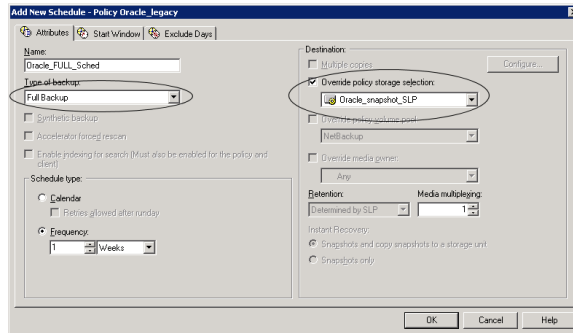 Add New Schedule - Policy Oracle_legacy
Attributes Start Window Exclude Days
Name:
Oracle_FULL_Sched
Type of backup:
Full Backup
Synthetic backup
Accelerator forced rescan
Enable indexing for search (Must also be enabled for the policy and
client)
Schedule type:
Calendar
Retries allowed after runday
Frequency:
1 Weeks
Destination:
Multiple copies
Configure...
Override policy storage selection:
Oracle_snapshot_SLP
Override policy volume pool:
NetBackup
Override media owner:
Any
Retention:
Media multiplexing:
Determined by SLP
1
Instant Recovery:
Snapshots and copy snapshots to a storage unit
Snapshots only
OK Cancel Help